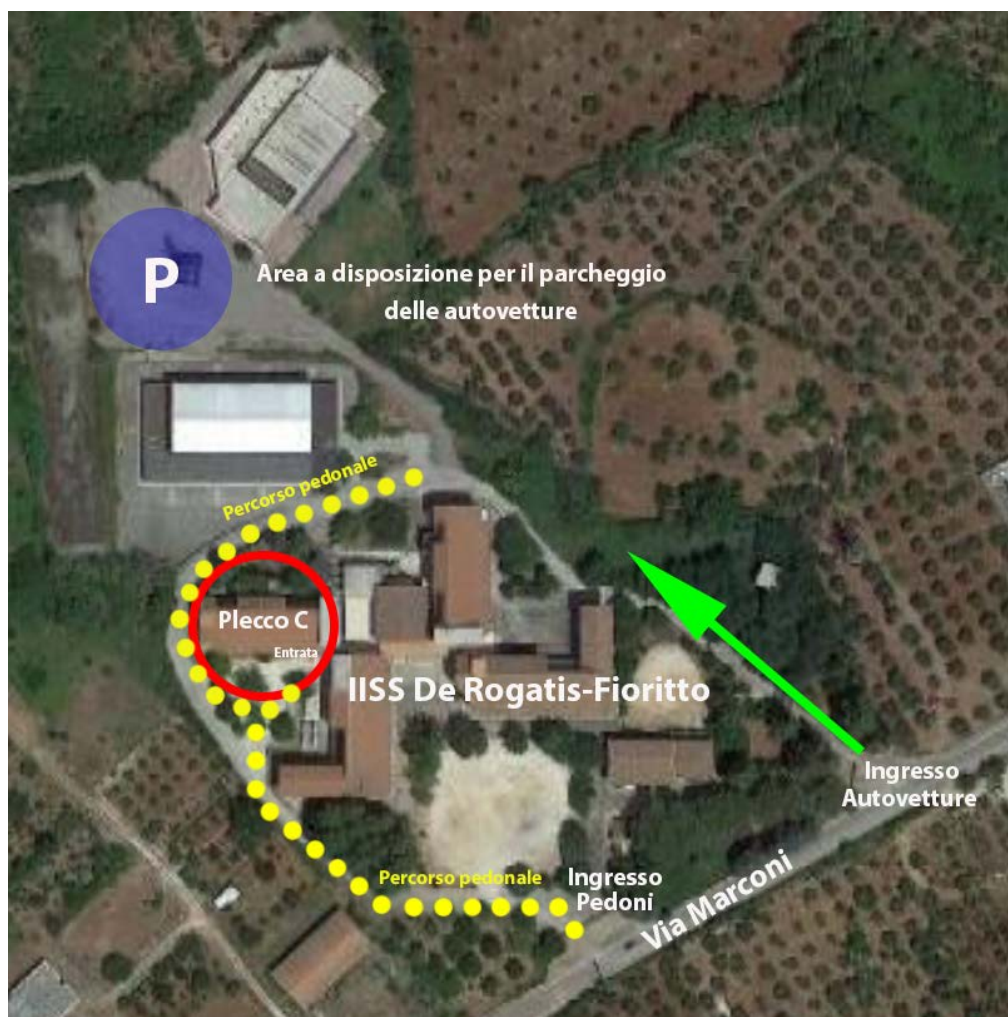 P
Area a disposizione per il parcheggio
delle autovetture
Percorso pedonale
Plecco C
Entrata
IISS De Rogatis-Fioritto
Ingresso
Autovetture
Percorso pedonale
Ingresso
Pedoni
Via Marconi